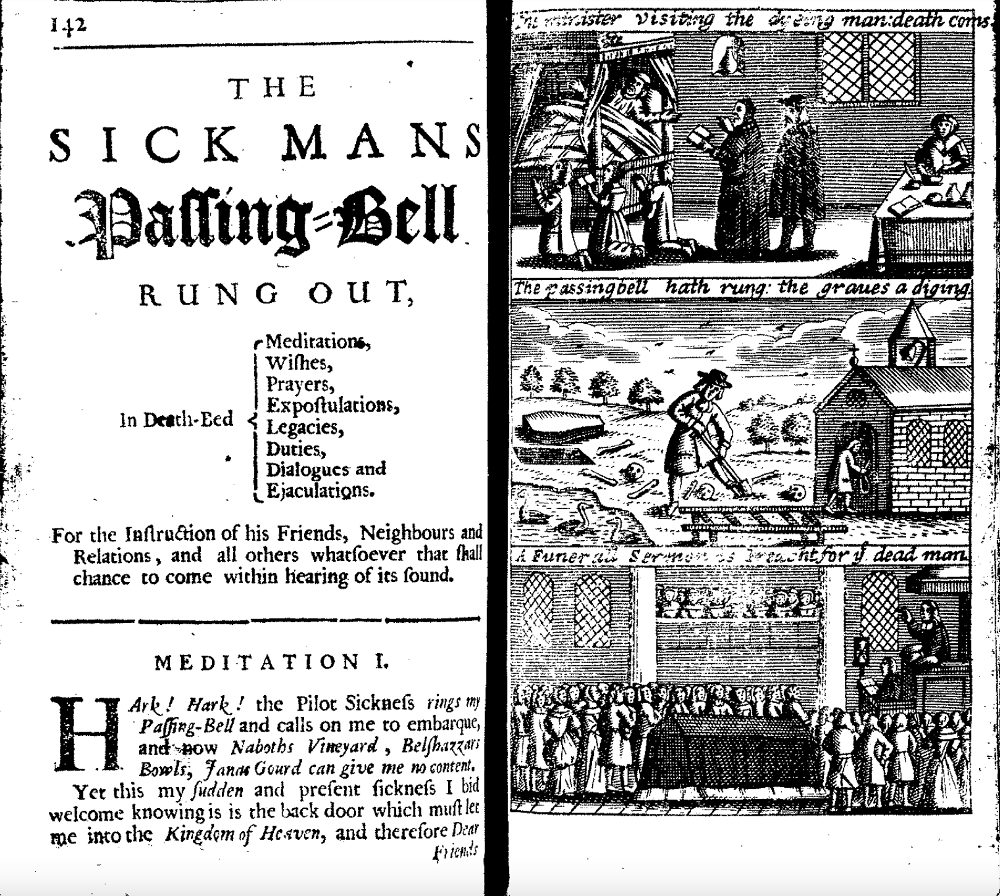 142
THE
SICK MANS
Paſſing-Bell
RUNG OUT,
In Death-Bed
Meditations,
Wiſhes,
Prayers,
Expoſtulations,
Legacies,
Duties,
Dialogues and
Ejaculations.
For the Inſtruction of his Friends, Neighbours and
Relations, and all others whatſoever that ſhall
chance to come within hearing of its ſound.
MEDITATION I.
HArk! Hark! the Pilot Sickneſs rings my
Paſſing-Bell and calls on me to embarque,
and now Naboths Vineyard, Belſhazzars
Bowls, Jonas Gourd can give me no content.
Yet this my ſudden and preſent ſickneſs I bid
welcome knowing is is the back door which muſt let
me into the Kingdom of Heaven, and therefore Dear
Friends
The minister visiting the dyeing man: death coms.
The passing bell hath rung: the graues a diging.
A Funerall Sermon is Preacht for yͤ dead man.